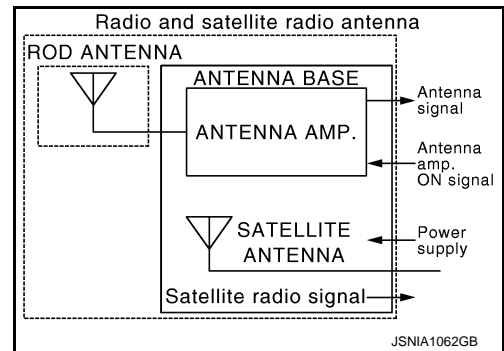 Radio and satellite radio antenna
ROD ANTENNA
ANTENNA BASE
ANTENNA AMP.
Antenna
signal
Antenna
amp.
ON signal
SATELLITE
ANTENNA
Power
supply
Satellite radio signal
JSNIA1062GB